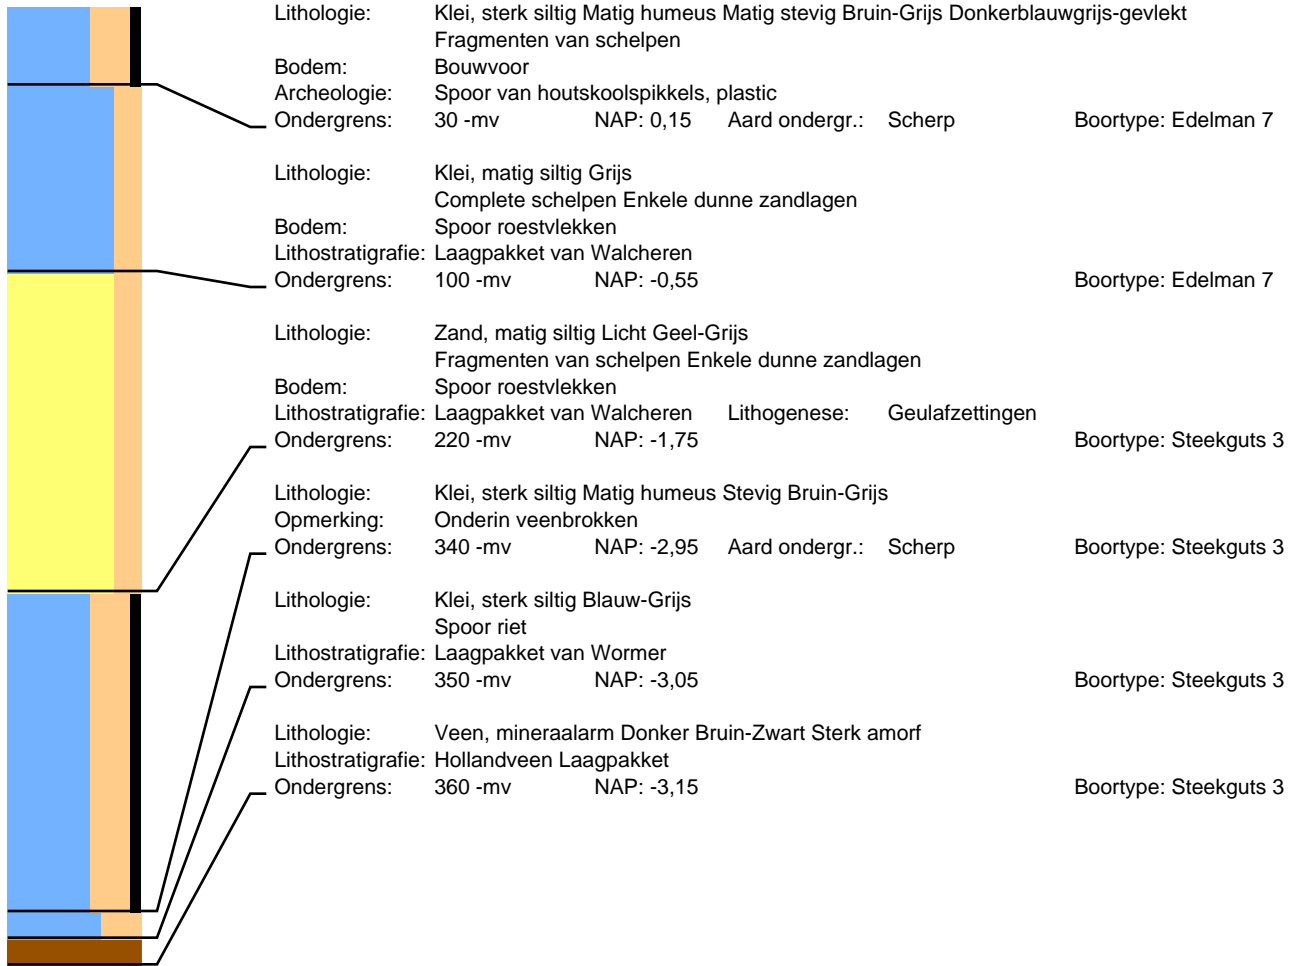 Lithologie: Klei, sterk siltig Matig humeus Matig stevig Bruin-Grijs Donkerblauwgrijs-gevlekt
Fragmenten van schelpen
Bodem: Bouwvoor
Archeologie: Spoor van houtskoolspikkels, plastic
Ondergrens: 30 -mv NAP: 0,15 Aard ondergr.: Scherp Boortype: Edelman 7
Lithologie: Klei, matig siltig Grijs
Complete schelpen Enkele dunne zandlagen
Bodem: Spoor roestvlekken
Lithostratigrafie: Laagpakket van Walcheren
Ondergrens: 100 -mv NAP: -0,55 Boortype: Edelman 7
Lithologie: Zand, matig siltig Licht Geel-Grijs
Fragmenten van schelpen Enkele dunne zandlagen
Bodem: Spoor roestvlekken
Lithostratigrafie: Laagpakket van Walcheren Lithogenese: Geulafzettingen
Ondergrens: 220 -mv NAP: -1,75 Boortype: Steekguts 3
Lithologie: Klei, sterk siltig Matig humeus Stevig Bruin-Grijs
Opmerking: Onderin veenbrokken
Ondergrens: 340 -mv NAP: -2,95 Aard ondergr.: Scherp Boortype: Steekguts 3
Lithologie: Klei, sterk siltig Blauw-Grijs
Spoor riet
Lithostratigrafie: Laagpakket van Wormer
Ondergrens: 350 -mv NAP: -3,05 Boortype: Steekguts 3
Lithologie: Veen, mineraalarm Donker Bruin-Zwart Sterk amorf
Lithostratigrafie: Hollandveen Laagpakket
Ondergrens: 360 -mv NAP: -3,15 Boortype: Steekguts 3